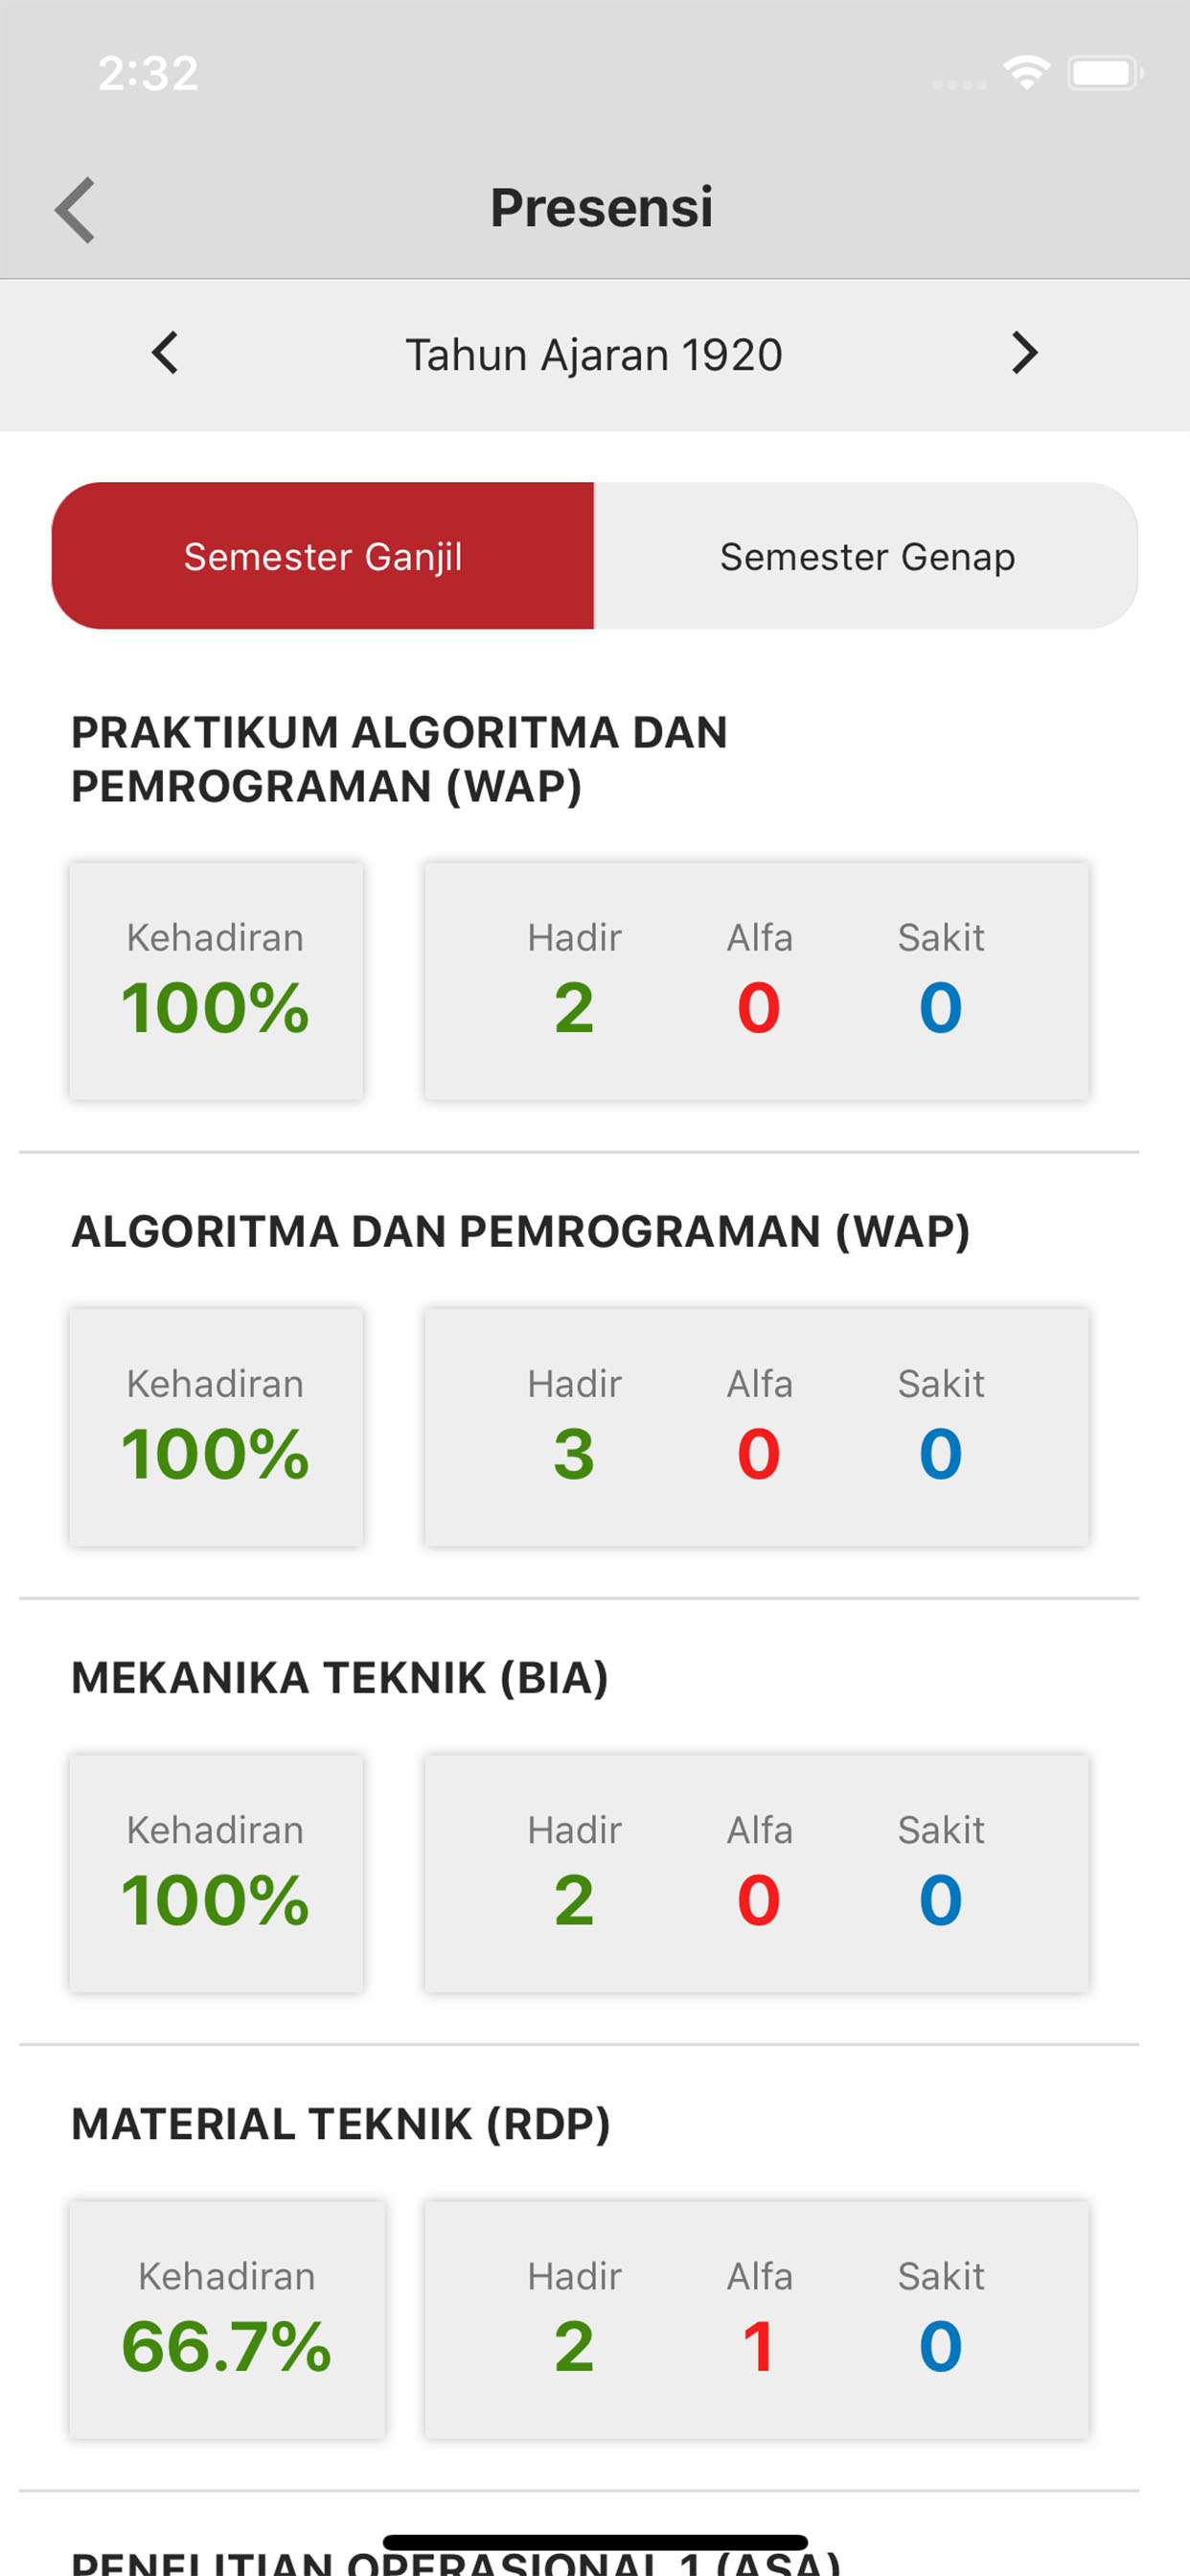 2:32
Presensi
Tahun Ajaran 1920
Semester Ganjil
Semester Genap
PRAKTIKUM ALGORITMA DAN
PEMROGRAMAN (WAP)
Kehadiran
100%
Hadir
Alfa
Sakit
2
0
0
ALGORITMA DAN PEMROGRAMAN (WAP)
Kehadiran
100%
Hadir
Alfa
Sakit
3
0
0
MEKANIKA TEKNIK (BIA)
Kehadiran
100%
Hadir
Alfa
Sakit
2
0
0
MATERIAL TEKNIK (RDP)
Kehadiran
66.7%
Hadir
Alfa
Sakit
2
1
0
PENELITIAN OPERASIONAL 1 (ASA)